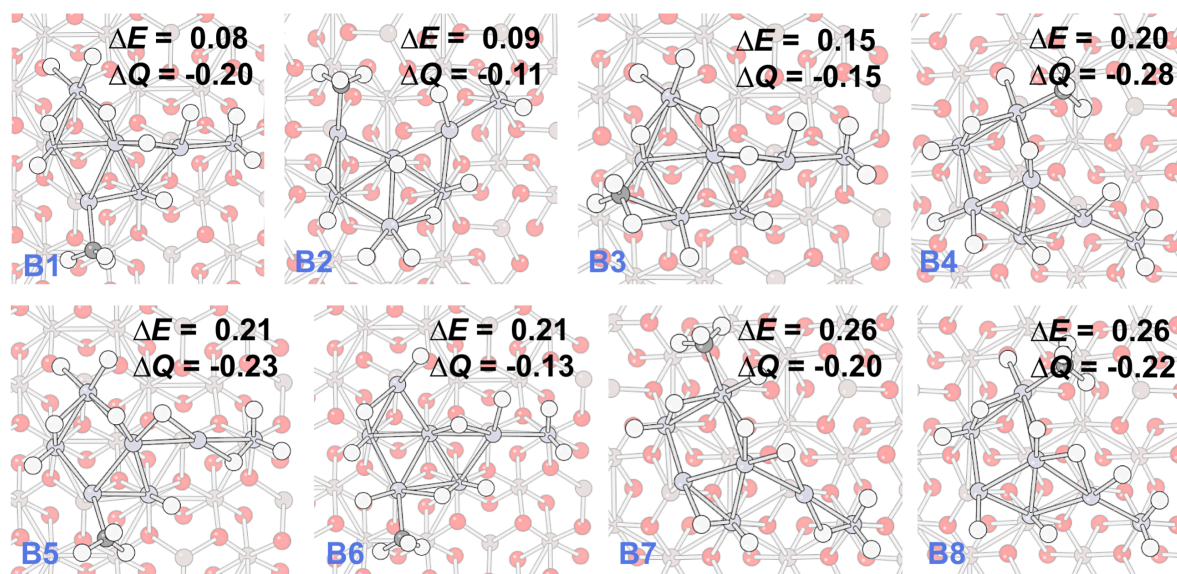 ΔE = 0.08
ΔQ = -0.20
B1
ΔE = 0.09
ΔQ = -0.11
B2
ΔE = 0.15
ΔQ = -0.15
B3
ΔE = 0.20
ΔQ = -0.28
B4
ΔE = 0.21
ΔQ = -0.23
B5
ΔE = 0.21
ΔQ = -0.13
B6
ΔE = 0.26
ΔQ = -0.20
B7
ΔE = 0.26
ΔQ = -0.22
B8